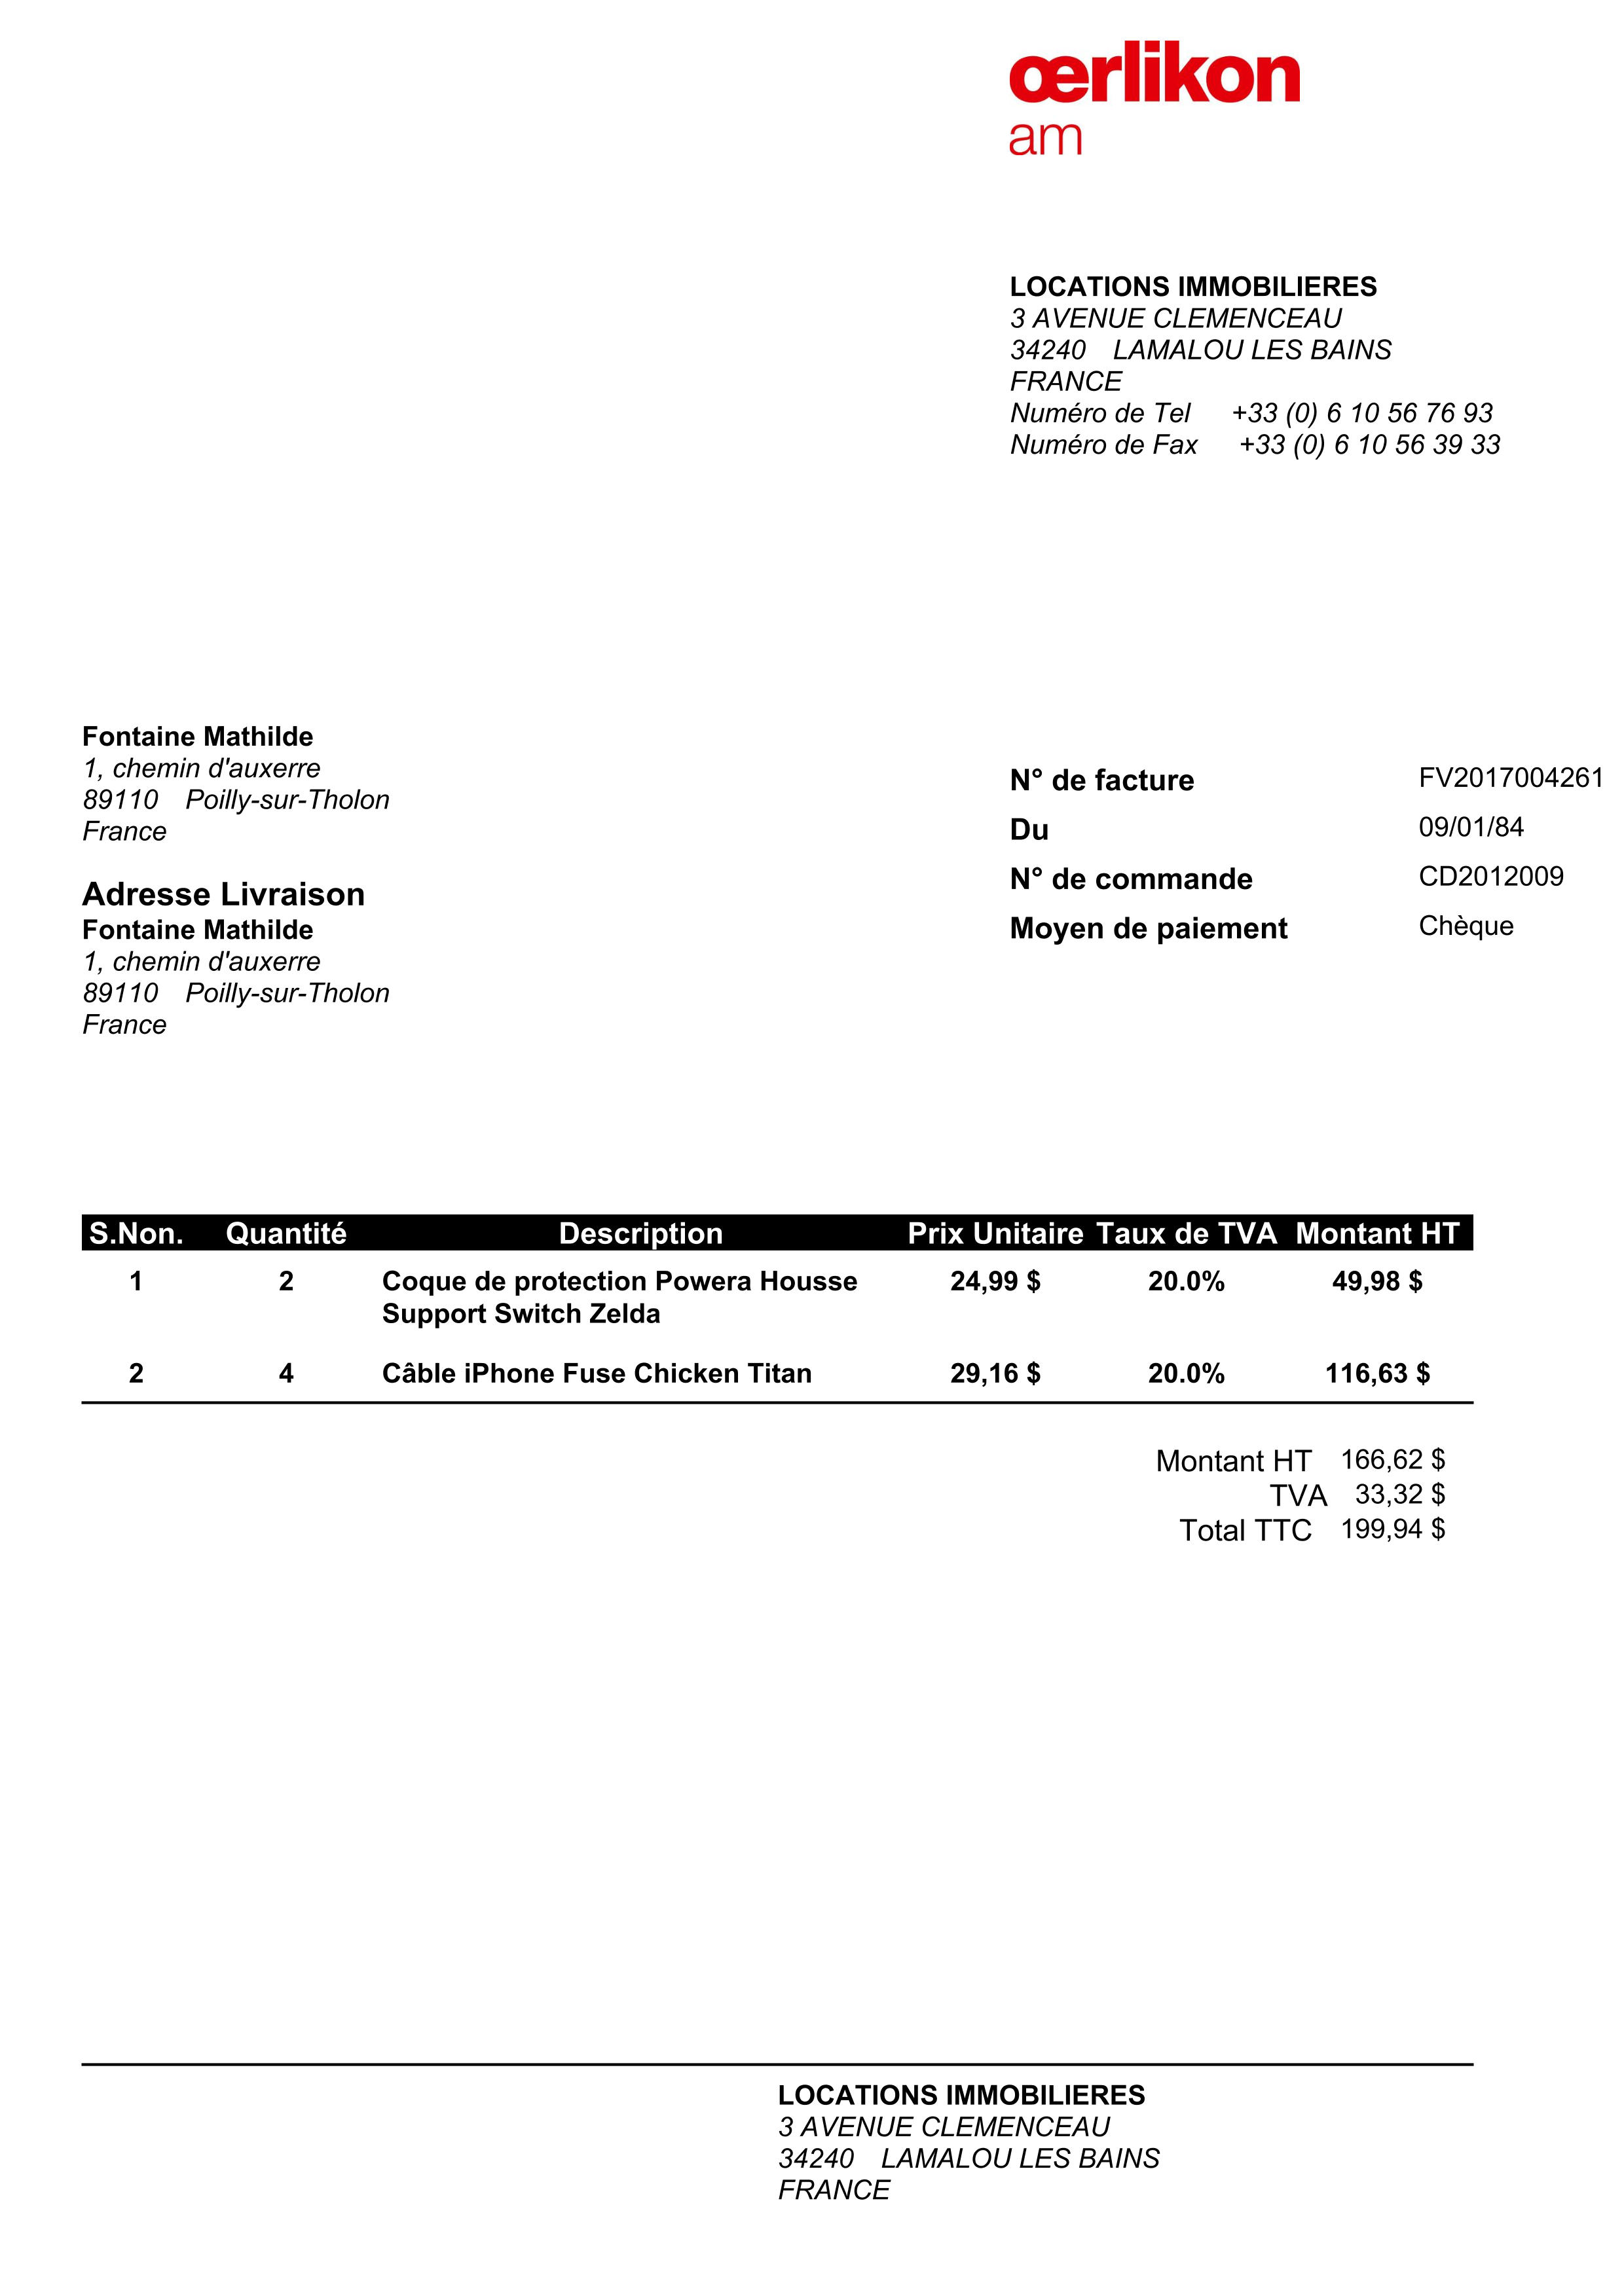 œrlikon
am
LOCATIONS IMMOBILIERES
3 AVENUE CLEMENCEAU
34240 LAMALOU LES BAINS
FRANCE
Numéro de Tel +33 (0) 6 10 56 76 93
Numéro de Fax +33 (0) 6 10 56 39 33
Fontaine Mathilde
1, chemin d'auxerre
89110 Poilly-sur-Tholon
France
Adresse Livraison
Fontaine Mathilde
1, chemin d'auxerre
89110 Poilly-sur-Tholon
France
N° de facture FV2017004261
Du 09/01/84
N° de commande CD2012009
Moyen de paiement Chèque
S.Non. Quantité Description Prix Unitaire Taux de TVA Montant HT
1 2 Coque de protection Powera Housse 24,99 $ 20.0% 49,98 $
Support Switch Zelda
2 4 Câble iPhone Fuse Chicken Titan 29,16 $ 20.0% 116,63 $
Montant HT 166,62 $
TVA 33,32 $
Total TTC 199,94 $
LOCATIONS IMMOBILIERES
3 AVENUE CLEMENCEAU
34240 LAMALOU LES BAINS
FRANCE